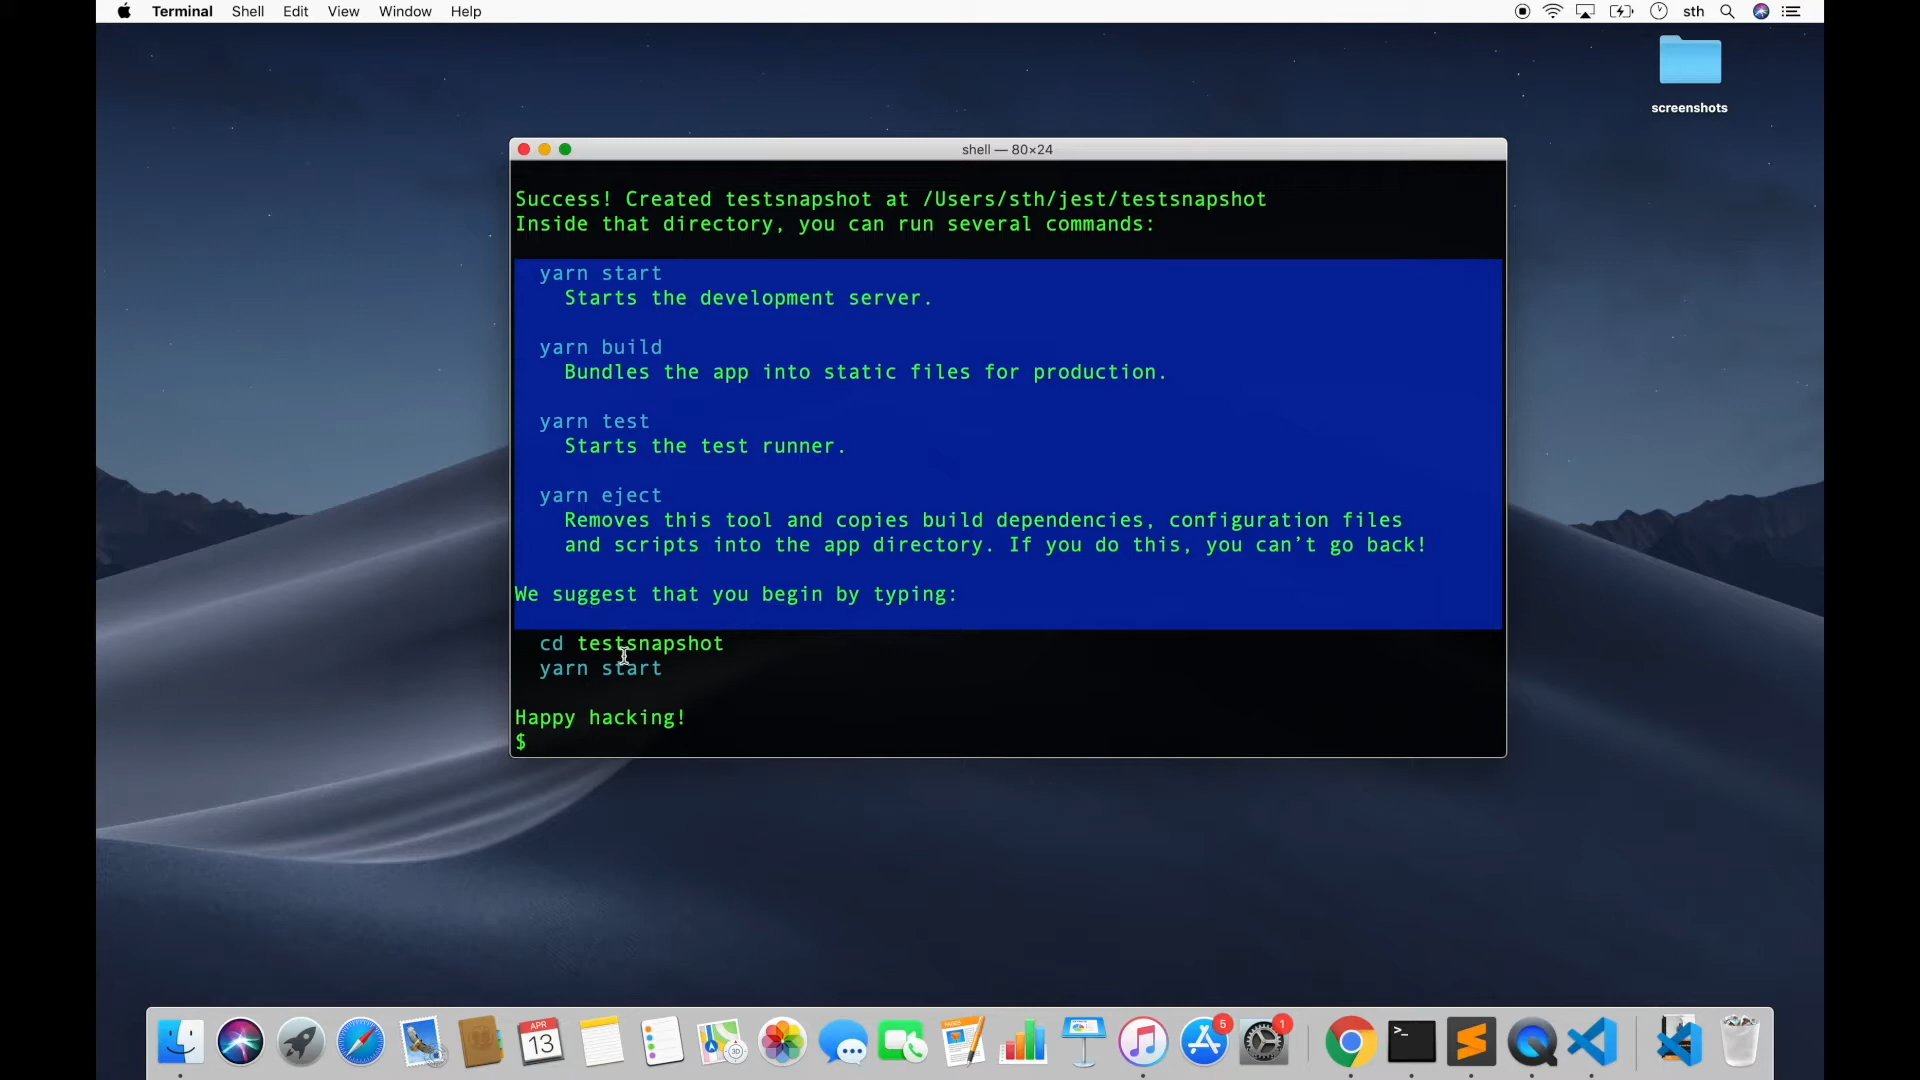 Terminal Shell Edit View Window Help sth
screenshots
shell — 80×24
Success! Created testsnapshot at /Users/sth/jest/testsnapshot
Inside that directory, you can run several commands:
yarn start
Starts the development server.
yarn build
Bundles the app into static files for production.
yarn test
Starts the test runner.
yarn eject
Removes this tool and copies build dependencies, configuration files
and scripts into the app directory. If you do this, you can’t go back!
We suggest that you begin by typing:
cd testsnapshot
yarn start
Happy hacking!
$
APR
13
5
1
>_